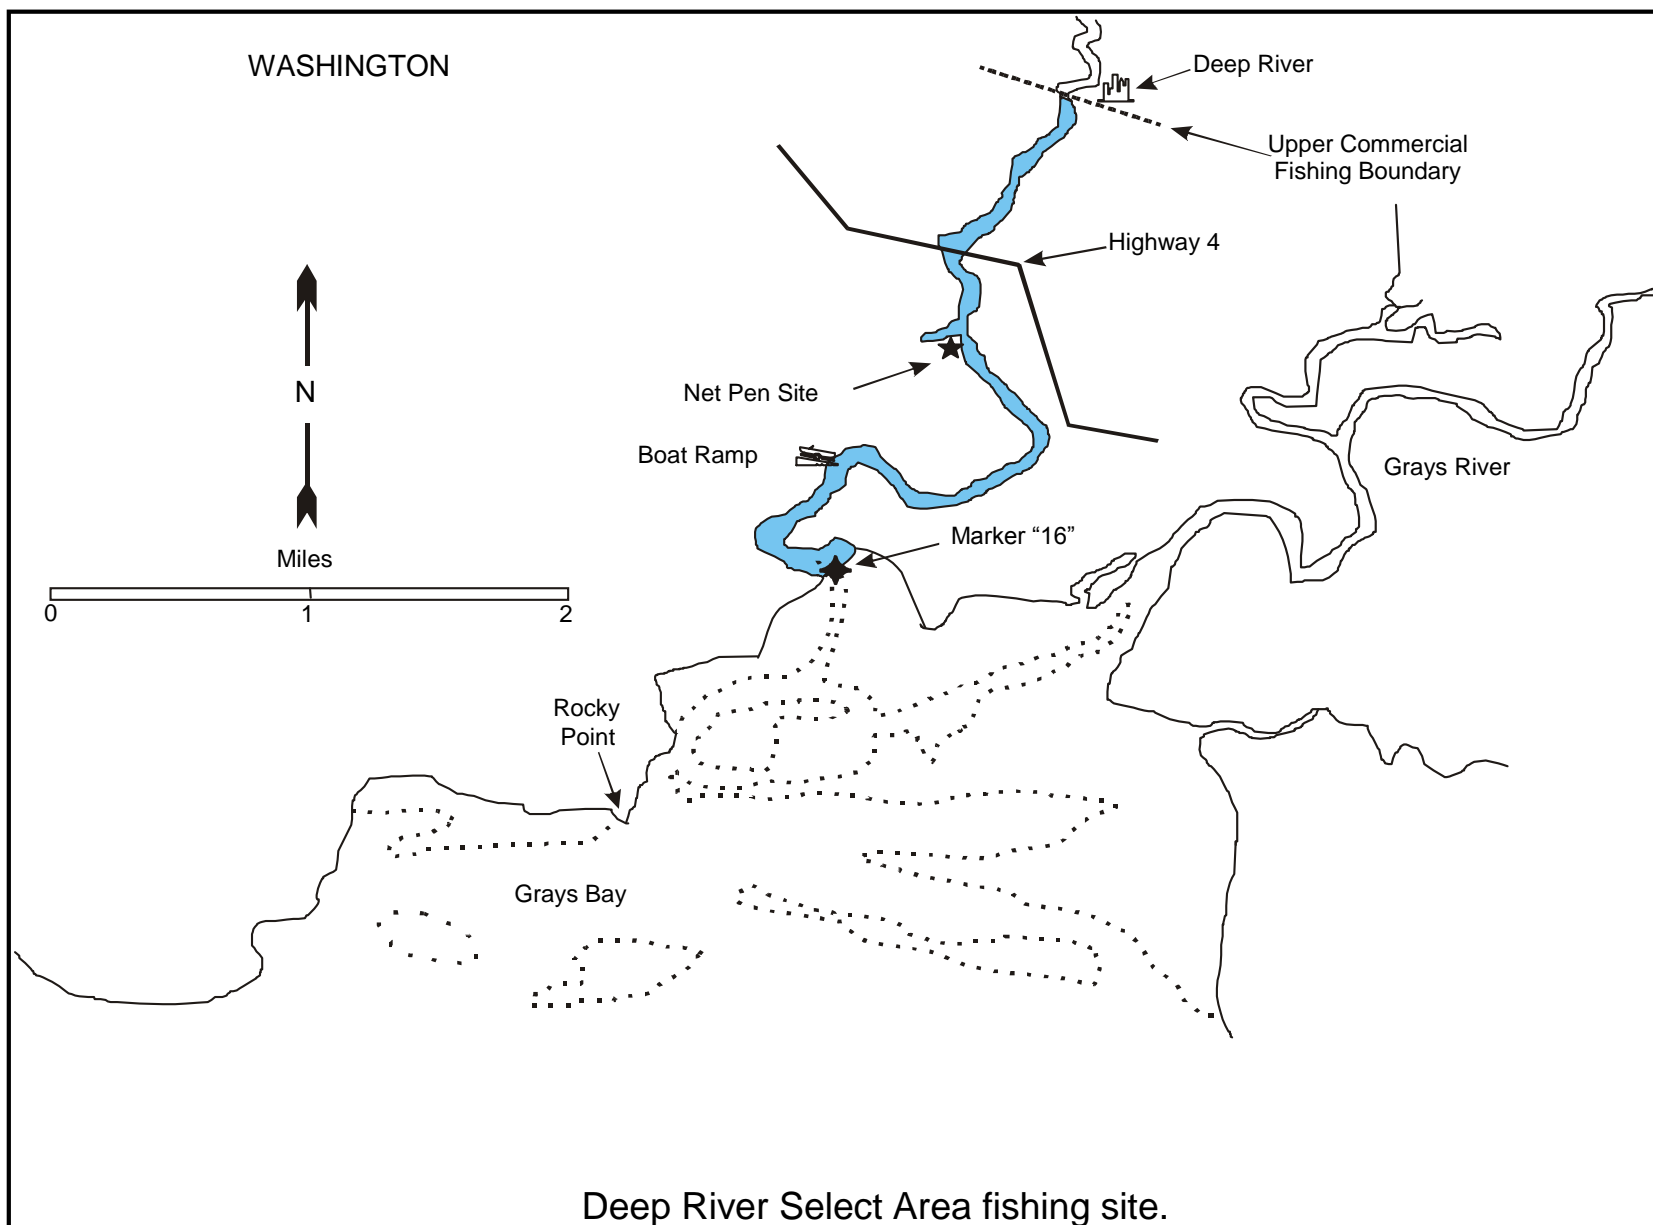 WASHINGTON
Deep River
Upper Commercial
Fishing Boundary
Highway 4
N
Net Pen Site
Boat Ramp
Grays River
Marker “16”
Miles
0 1 2
Rocky
Point
Grays Bay
Deep River Select Area fishing site.